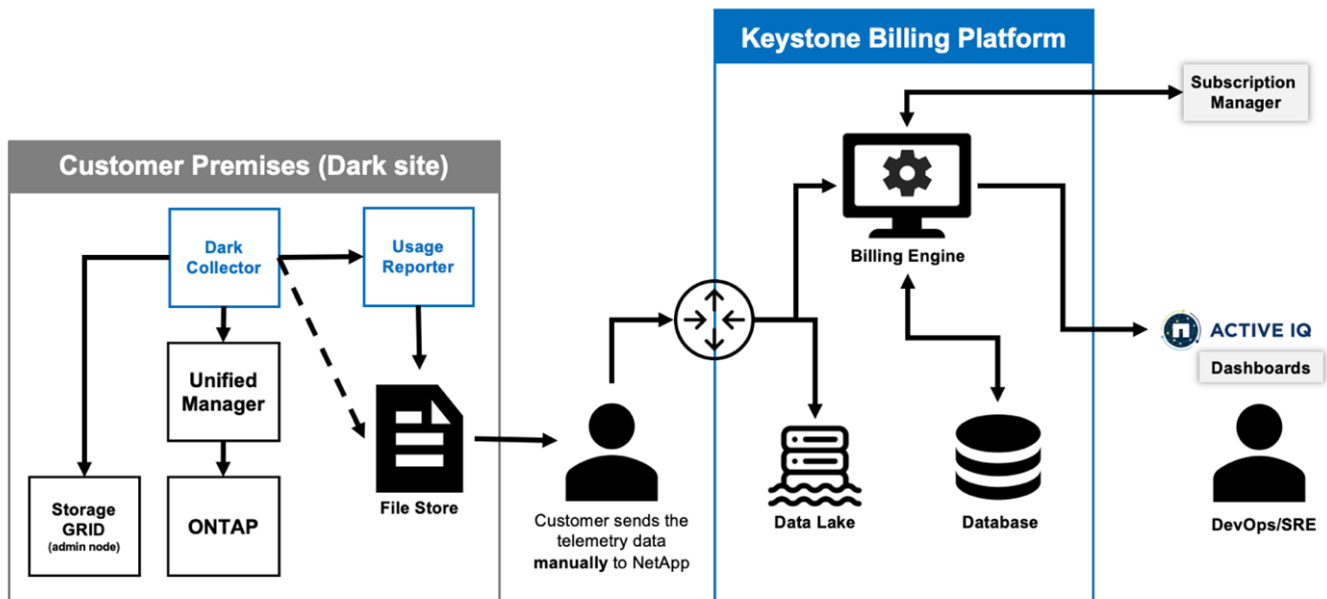 Keystone Billing Platform
Subscription
Manager
Customer Premises (Dark site)
Dark
Collector
Usage
Reporter
Billing Engine
Unified
Manager
ACTIVE IQ
Dashboards
Storage
GRID
(admin node)
ONTAP
File Store
Customer sends the
telemetry data
manually to NetApp
Data Lake
Database
DevOps/SRE